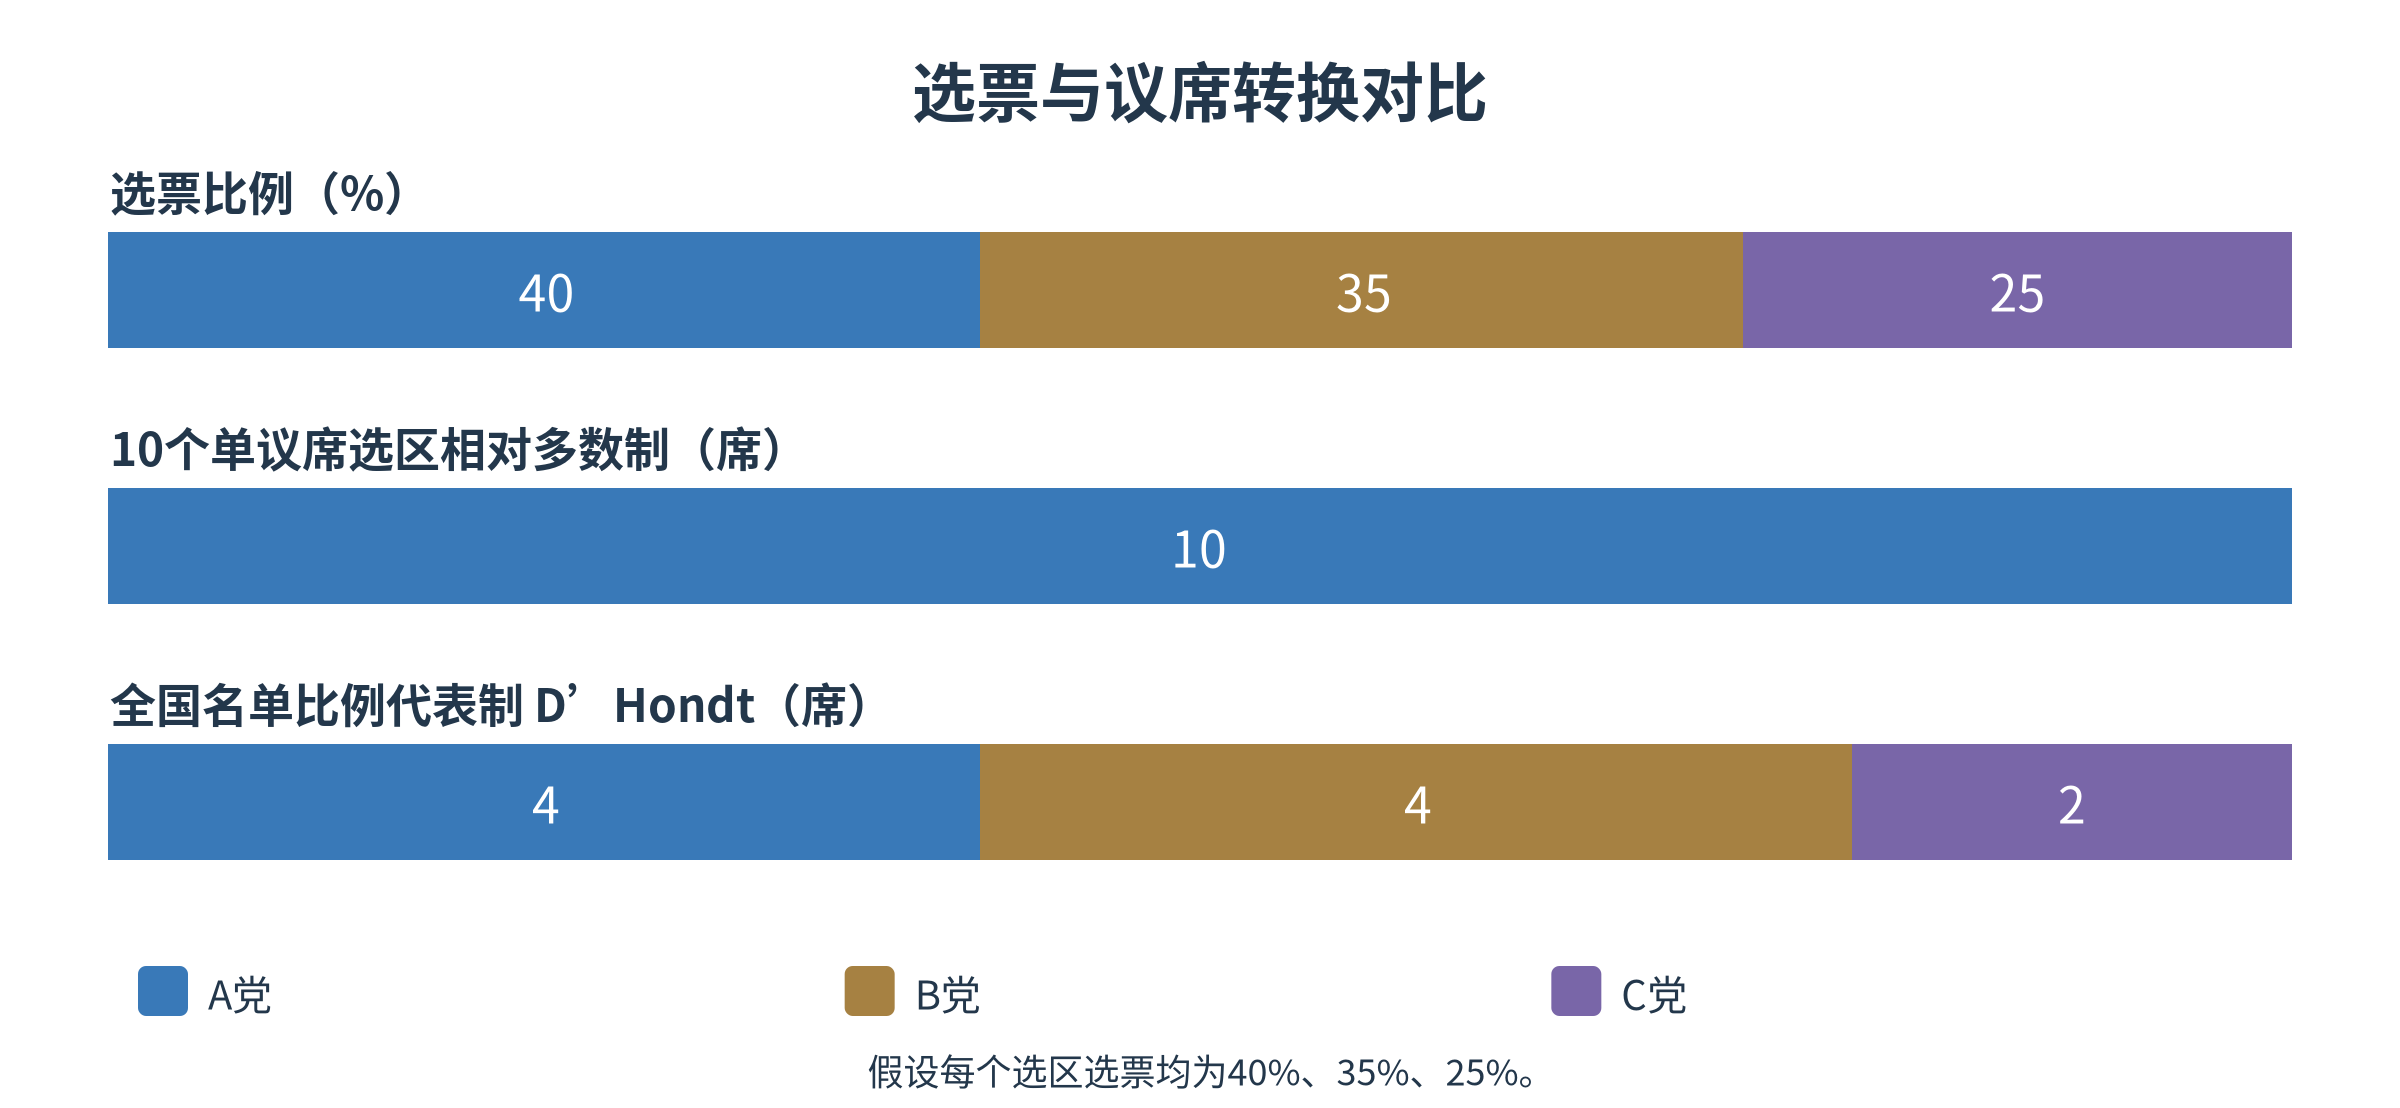 选票与议席转换对比
选票比例（%）
40 35 25
10个单议席选区相对多数制（席）
10
全国名单比例代表制 D’Hondt（席）
4 4 2
A党 B党 C党
假设每个选区选票均为40%、35%、25%。